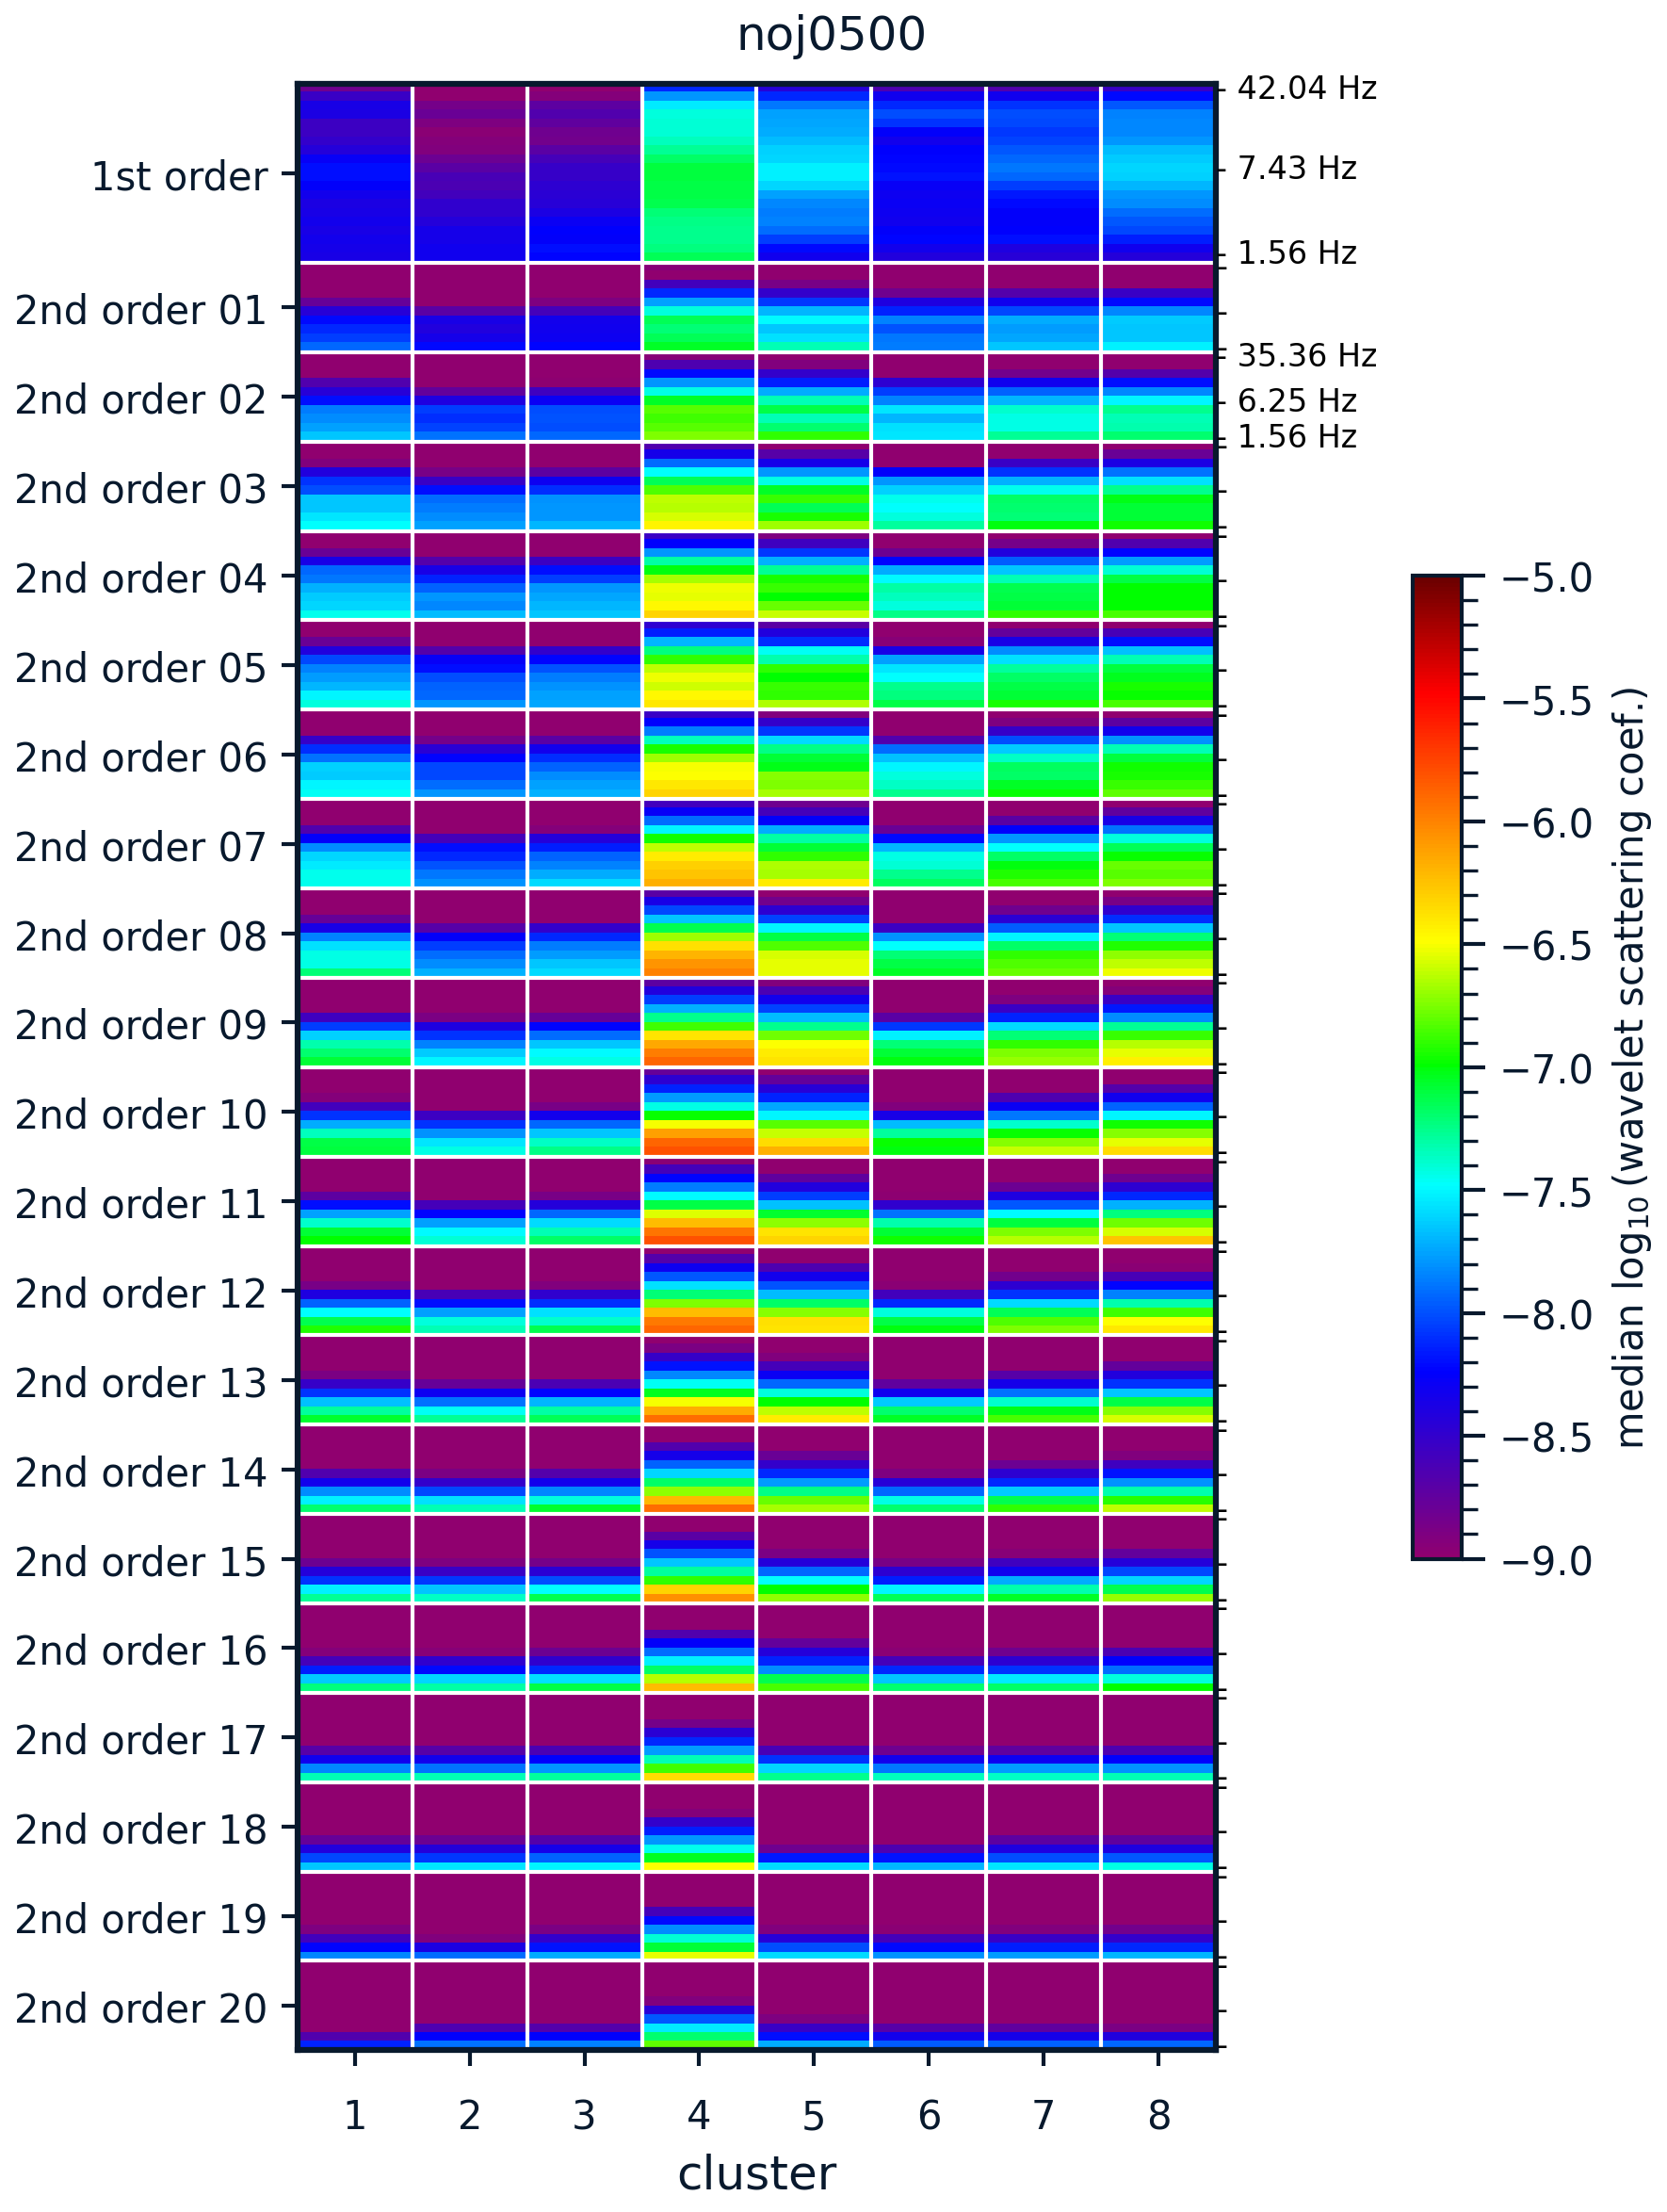 noj0500
1st order
2nd order 01
2nd order 02
2nd order 03
2nd order 04
2nd order 05
2nd order 06
2nd order 07
2nd order 08
2nd order 09
2nd order 10
2nd order 11
2nd order 12
2nd order 13
2nd order 14
2nd order 15
2nd order 16
2nd order 17
2nd order 18
2nd order 19
2nd order 20
42.04 Hz
7.43 Hz
1.56 Hz
35.36 Hz
6.25 Hz
1.56 Hz
1 2 3 4 5 6 7 8
cluster
−5.0
−5.5
−6.0
−6.5
−7.0
−7.5
−8.0
−8.5
−9.0
median log₁₀(wavelet scattering coef.)